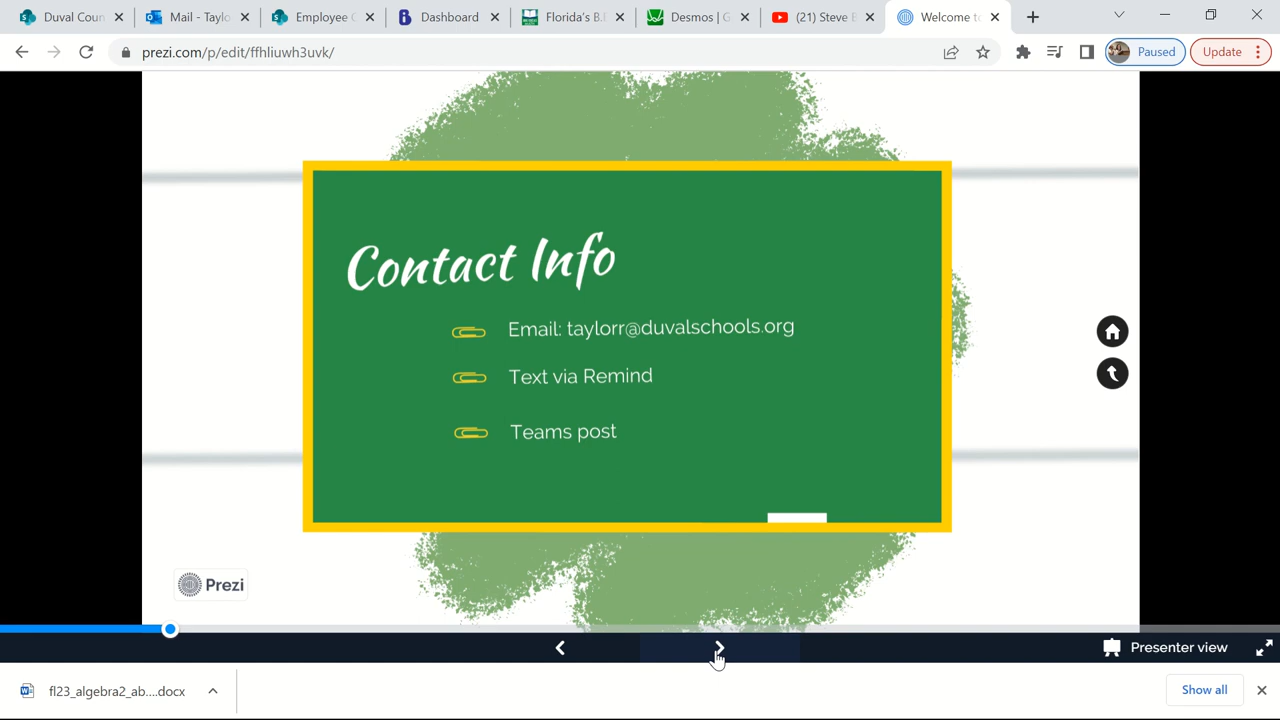 Duval Coun
Mail - Taylo
Employee C
Dashboard
Florida's B.
Desmos | G
(21) Steve
Welcome to
prezi.com/p/edit/ffhliuwh3uvk/
Paused
Update
Contact Info
Email: taylorr@duvalschools.org
Text via Remind
Teams post
Prezi
Presenter view
fl23_algebra2_ab....docx
Show all